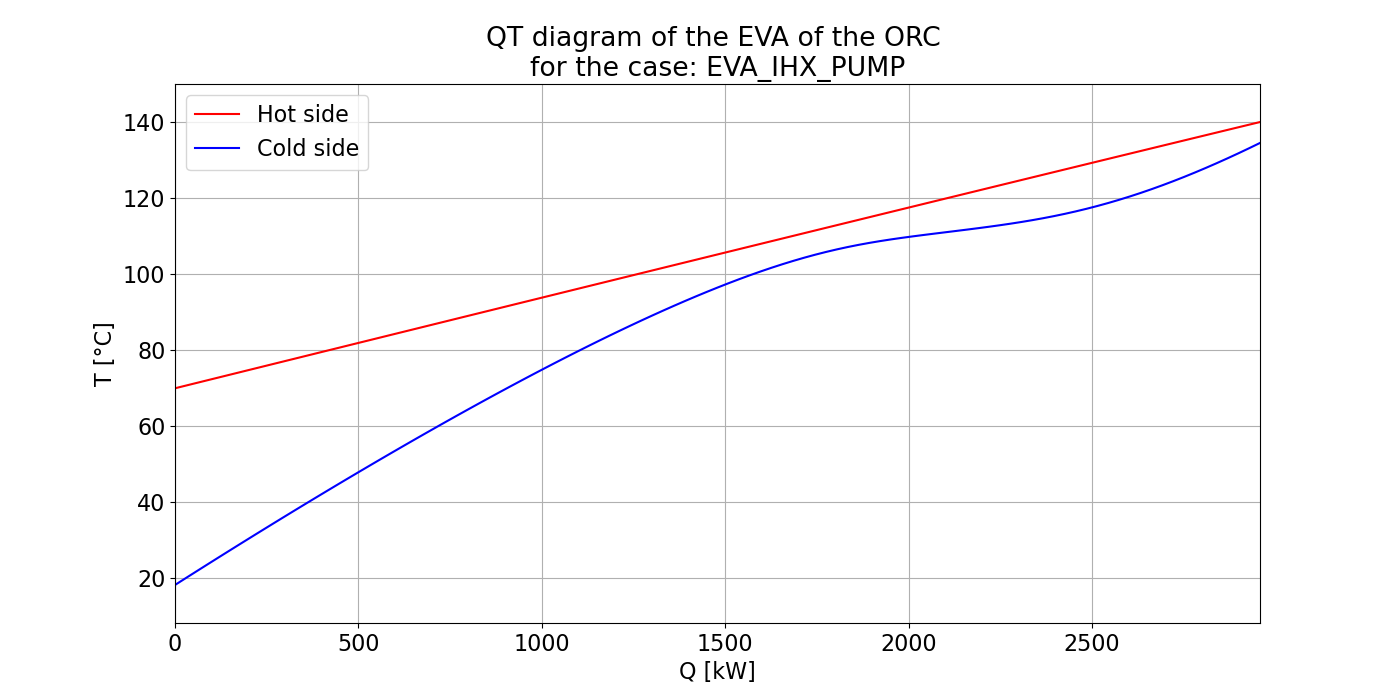 QT diagram of the EVA of the ORC
for the case: EVA_IHX_PUMP
Hot side
Cold side
140
120
100
80
60
40
20
T [°C]
0
500
1000
1500
2000
2500
Q [kW]